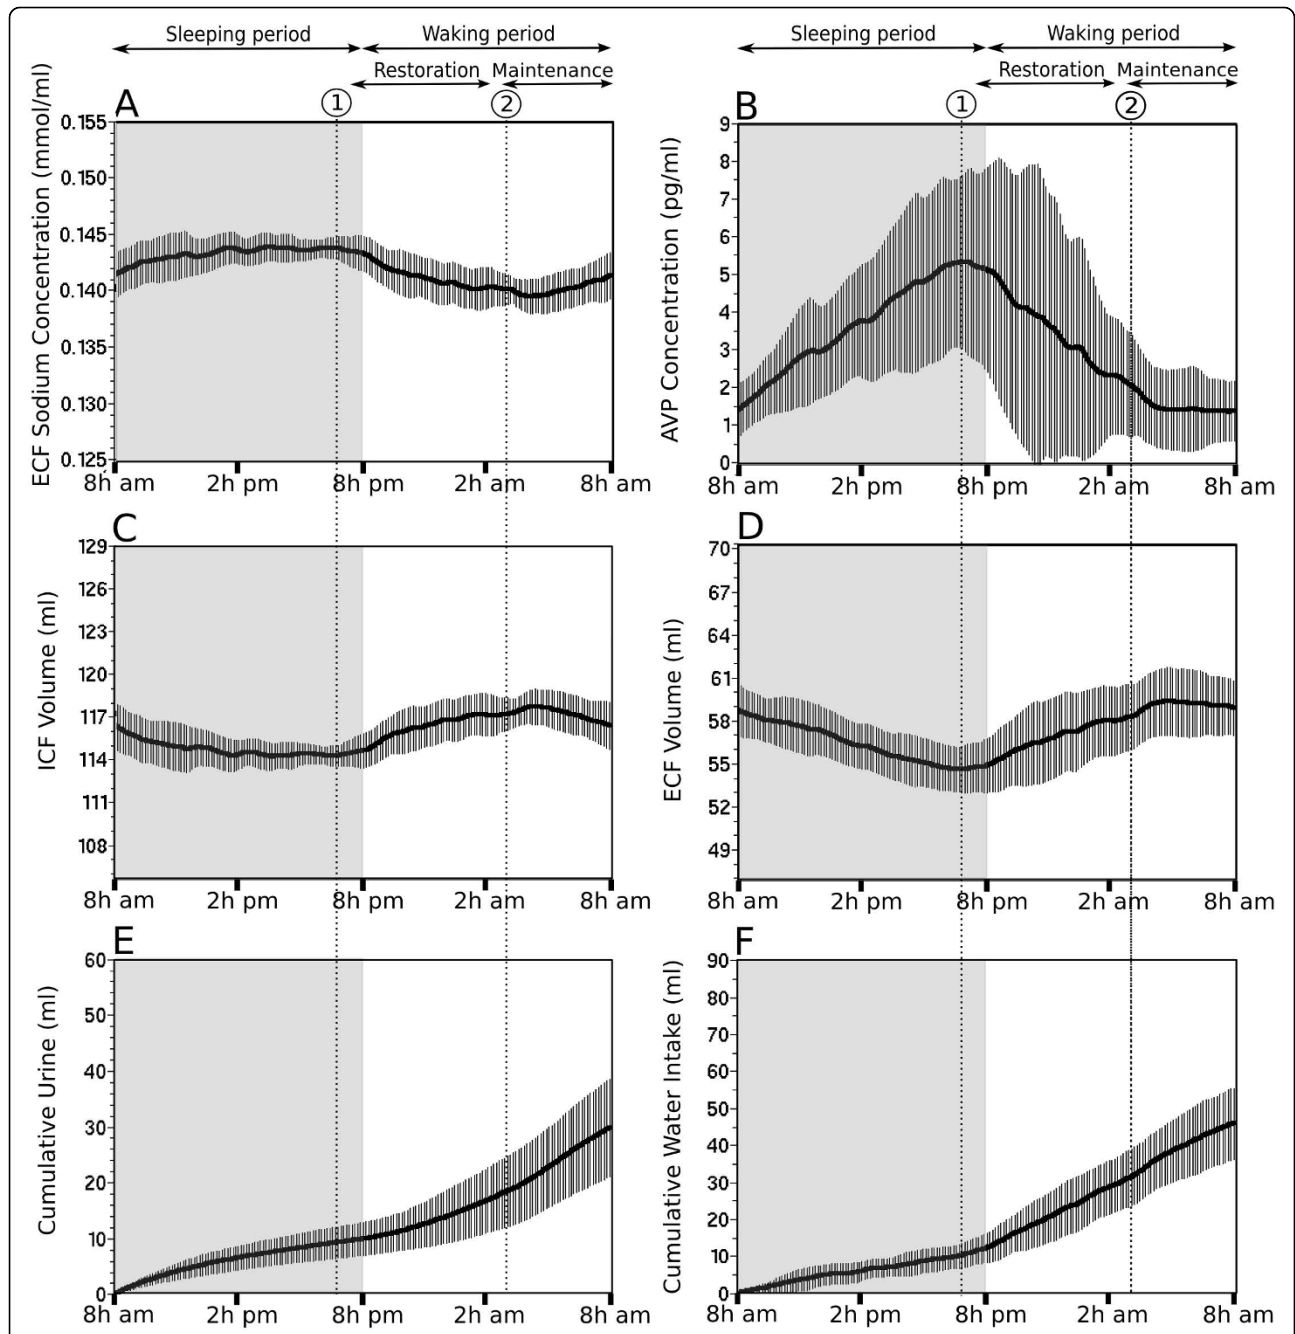 Sleeping period Waking period Sleeping period Waking period
Restoration Maintenance Restoration Maintenance
A 1 2 B 1 2
ECF Sodium Concentration (mmol/ml)
0.155
0.150
0.145
0.140
0.135
0.130
0.125
8h am 2h pm 8h pm 2h am 8h am
AVP Concentration (pg/ml)
9
8
7
6
5
4
3
2
1
0
8h am 2h pm 8h pm 2h am 8h am
C
ICF Volume (ml)
129
126
123
120
117
114
111
108
8h am 2h pm 8h pm 2h am 8h am
D
ECF Volume (ml)
70
67
64
61
58
55
52
49
8h am 2h pm 8h pm 2h am 8h am
E
Cumulative Urine (ml)
60
50
40
30
20
10
0
8h am 2h pm 8h pm 2h am 8h am
F
Cumulative Water Intake (ml)
90
80
70
60
50
40
30
20
10
0
8h am 2h pm 8h pm 2h am 8h am